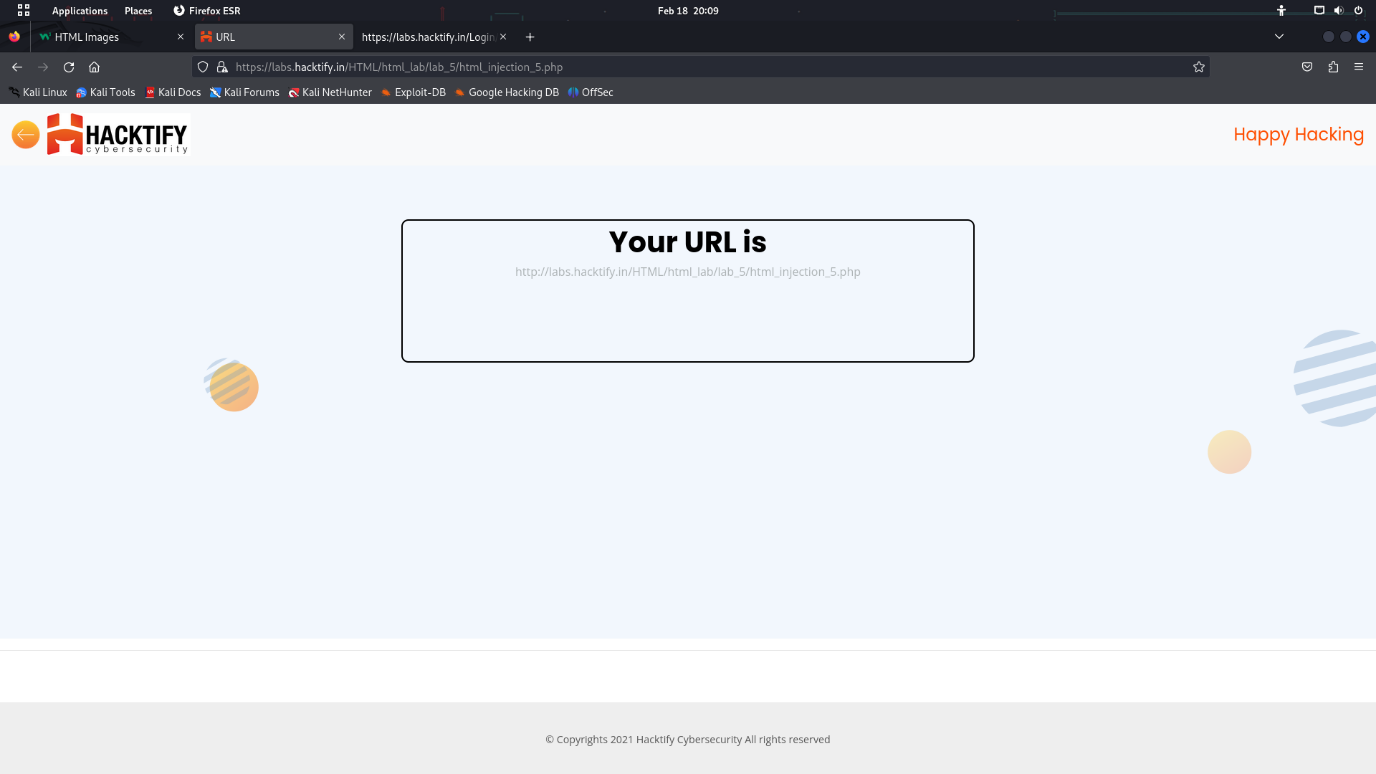 Applications Places Firefox ESR Feb 18 20:09
HTML Images URL https://labs.hacktify.in/Login
https://labs.hacktify.in/HTML/html_lab/lab_5/html_injection_5.php
Kali Linux Kali Tools Kali Docs Kali Forums Kali NetHunter Exploit-DB Google Hacking DB OffSec
HACKTIFY
cybersecurity
Happy Hacking
Your URL is
http://labs.hacktify.in/HTML/html_lab/lab_5/html_injection_5.php
© Copyrights 2021 Hacktify Cybersecurity All rights reserved